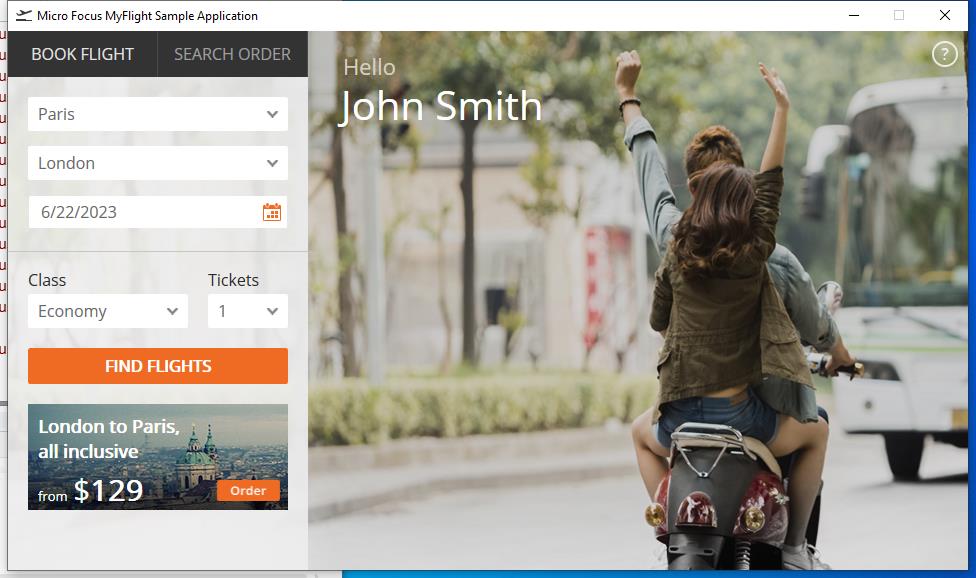 Micro Focus MyFlight Sample Application
BOOK FLIGHT
SEARCH ORDER
Hello
John Smith
?
Paris
London
6/22/2023
Class
Tickets
Economy
1
FIND FLIGHTS
London to Paris,
all inclusive
from $129
Order